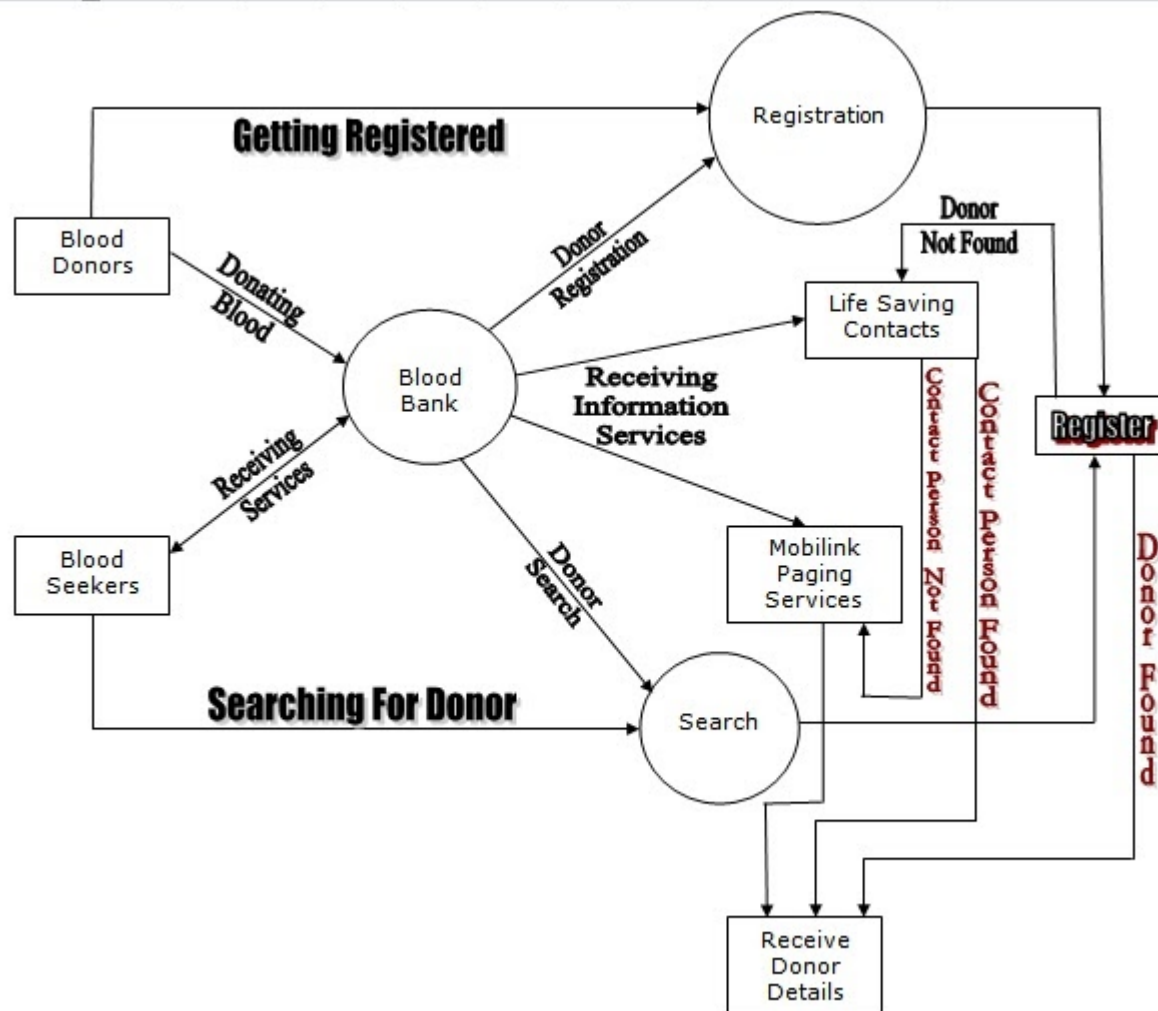 Registration
Getting Registered
Donor
Not Found
Blood
Donors
Donor
Registration
Donating
Blood
Life Saving
Contacts
Blood
Bank
Receiving
Information
Services
Register
Receiving
Services
Contact Person Not Found
Contact Person Found
Blood
Seekers
Donor
Search
Mobilink
Paging
Services
Donor Found
Searching For Donor
Search
Receive
Donor
Details